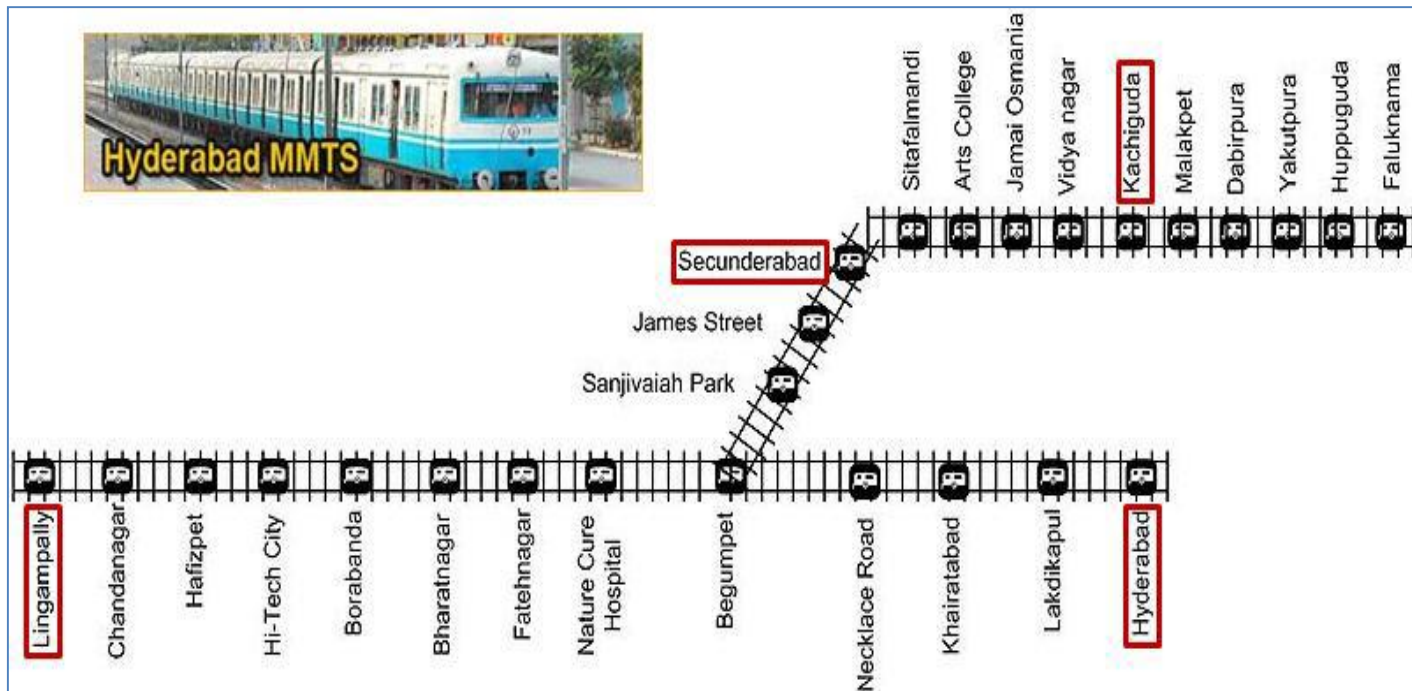 Hyderabad MMTS
Sitafalmandi
Arts College
Jamai Osmania
Vidya nagar
Kachiguda
Malakpet
Dabirpura
Yakutpura
Huppuguda
Faluknama
Secunderabad
James Street
Sanjivaiah Park
Lingampally
Chandanagar
Hafizpet
Hi-Tech City
Borabanda
Bharatnagar
Fatehnagar
Nature Cure
Hospital
Begumpet
Necklace Road
Khairatabad
Lakdikapul
Hyderabad